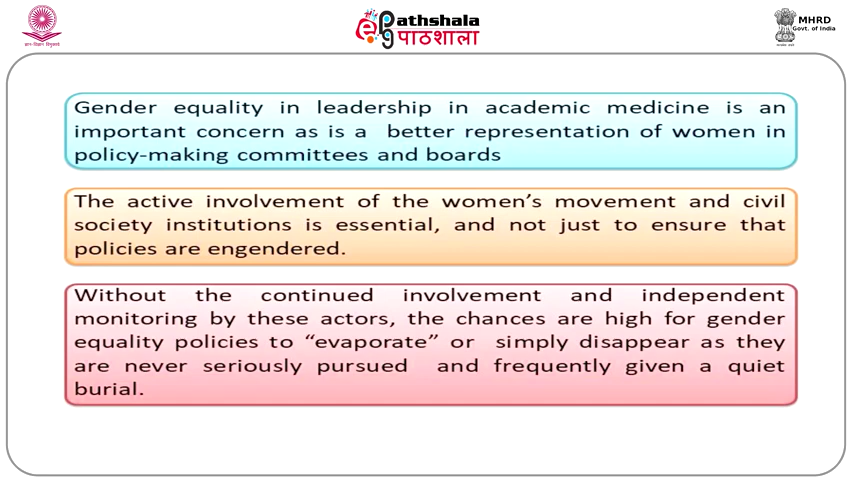 ज्ञान-विज्ञान विमुक्तये
ePathshala
pg पाठशाला
MHRD
Govt. of India
Gender equality in leadership in academic medicine is an
important concern as is a better representation of women in
policy-making committees and boards
The active involvement of the women’s movement and civil
society institutions is essential, and not just to ensure that
policies are engendered.
Without the continued involvement and independent
monitoring by these actors, the chances are high for gender
equality policies to “evaporate” or simply disappear as they
are never seriously pursued and frequently given a quiet
burial.